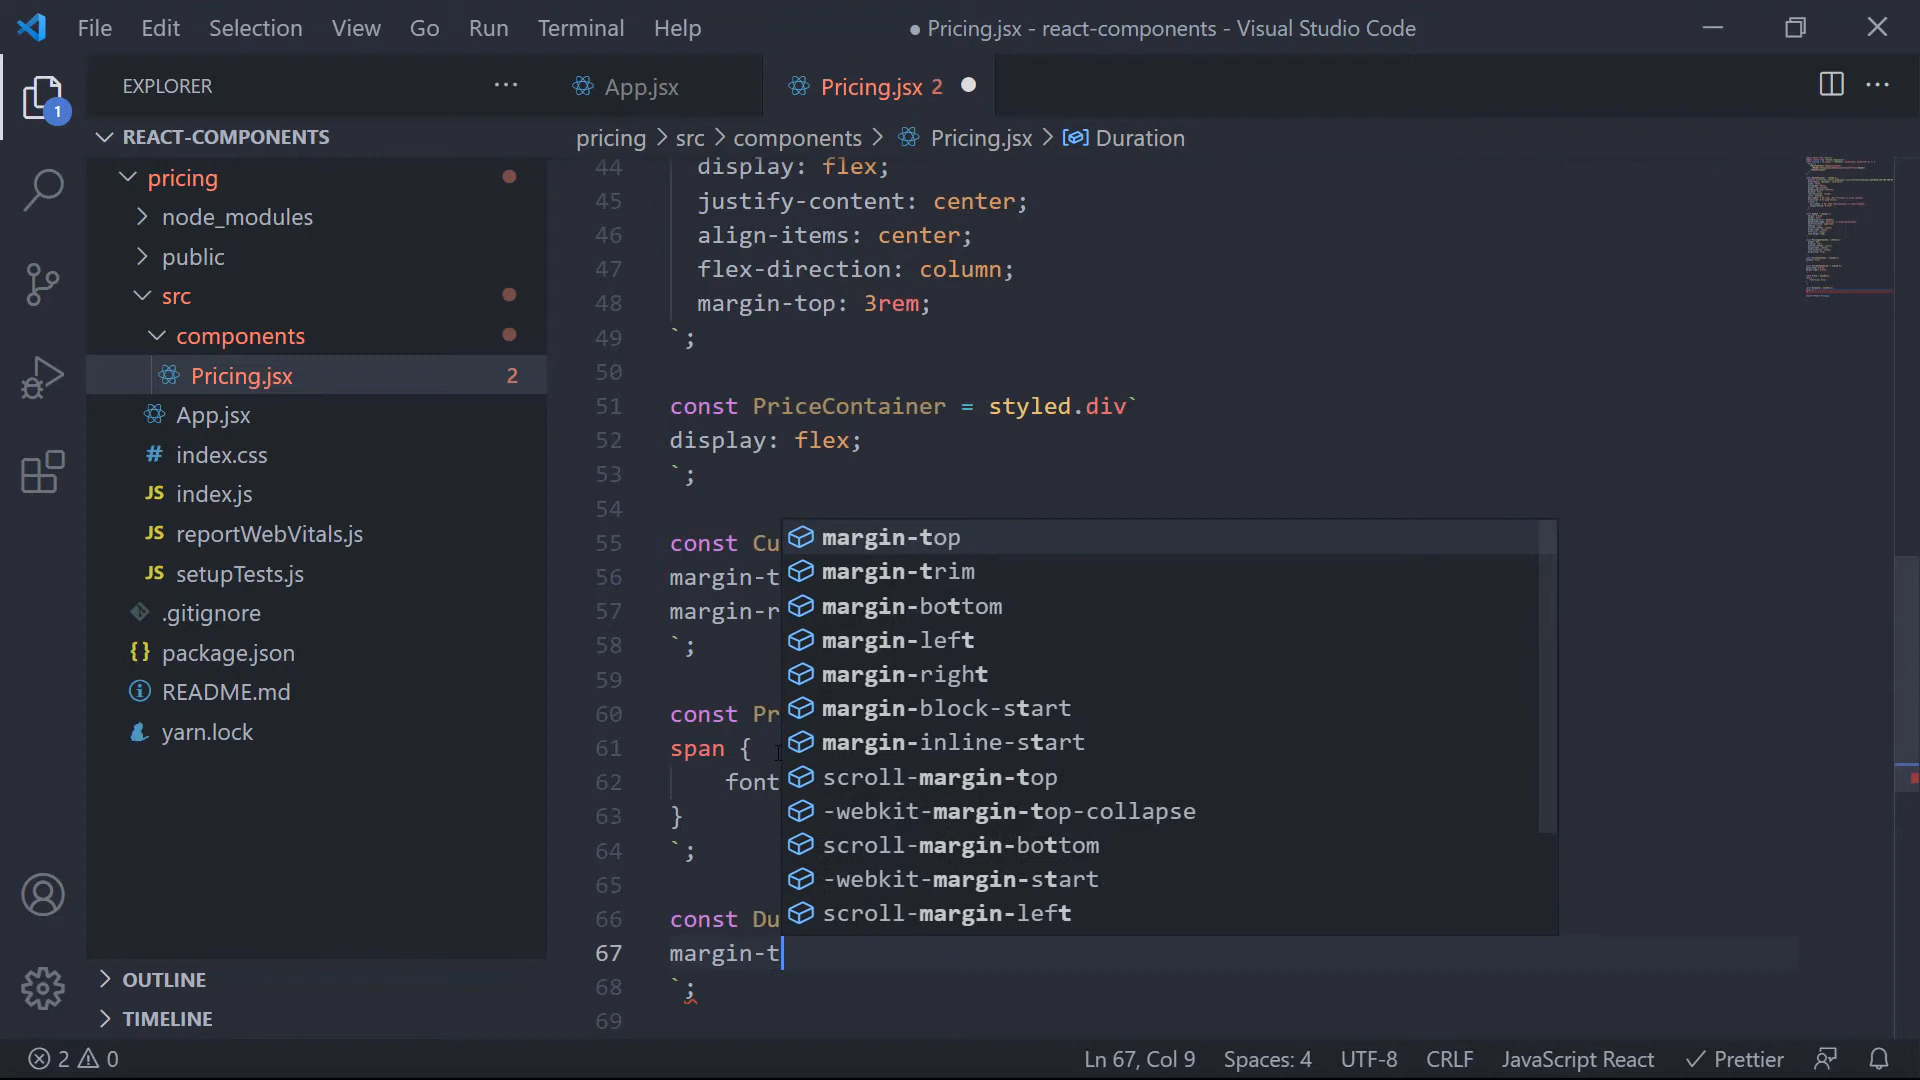 File Edit Selection View Go Run Terminal Help
● Pricing.jsx - react-components - Visual Studio Code
EXPLORER
App.jsx
Pricing.jsx 2
REACT-COMPONENTS
pricing > src > components > Pricing.jsx > Duration
1
pricing
node_modules
public
src
components
Pricing.jsx 2
App.jsx
# index.css
JS index.js
JS reportWebVitals.js
JS setupTests.js
.gitignore
{} package.json
README.md
yarn.lock
OUTLINE
TIMELINE
44 display: flex;
45 justify-content: center;
46 align-items: center;
47 flex-direction: column;
48 margin-top: 3rem;
49 `;
50
51 const PriceContainer = styled.div`
52 display: flex;
53 `;
54
55 const Cu
56 margin-t
57 margin-r
58 `;
59
60 const Pr
61 span {
62 font
63 }
64 `;
65
66 const Du
67 margin-t
68 `;
69
margin-top
margin-trim
margin-bottom
margin-left
margin-right
margin-block-start
margin-inline-start
scroll-margin-top
-webkit-margin-top-collapse
scroll-margin-bottom
-webkit-margin-start
scroll-margin-left
2 0
Ln 67, Col 9 Spaces: 4 UTF-8 CRLF JavaScript React Prettier